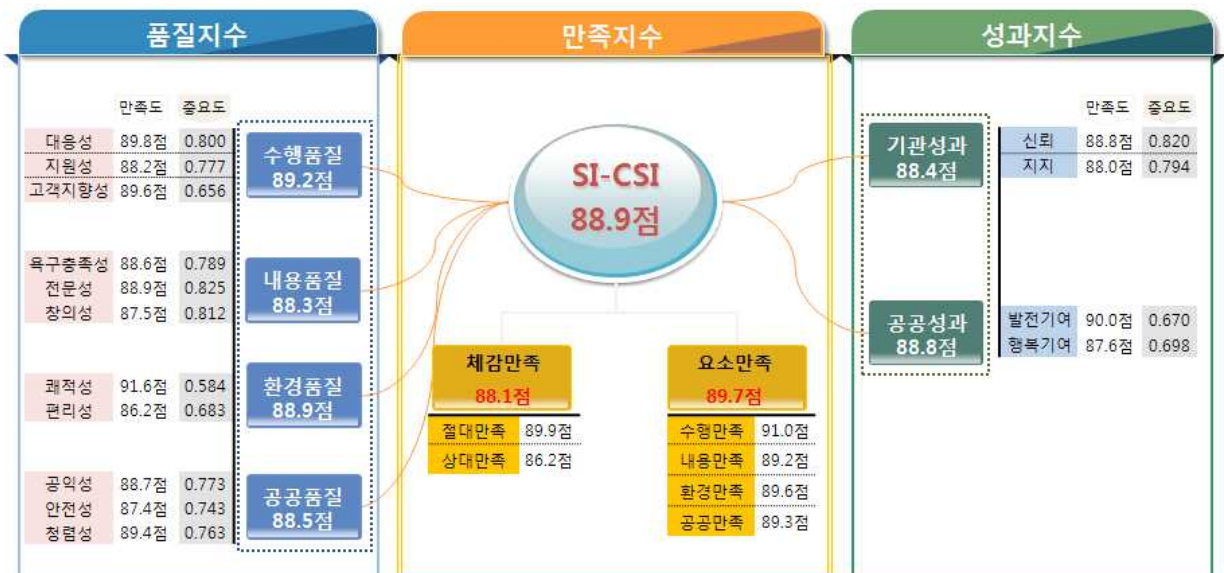 품질지수
만족도 중요도
대응성 89.8점 0.800
지원성 88.2점 0.777
고객지향성 89.6점 0.656
수행품질
89.2점
욕구충족성 88.6점 0.789
전문성 88.9점 0.825
창의성 87.5점 0.812
내용품질
88.3점
쾌적성 91.6점 0.584
편리성 86.2점 0.683
환경품질
88.9점
공익성 88.7점 0.773
안전성 87.4점 0.743
청렴성 89.4점 0.763
공공품질
88.5점
만족지수
SI-CSI
88.9점
체감만족
88.1점
절대만족 89.9점
상대만족 86.2점
요소만족
89.7점
수행만족 91.0점
내용만족 89.2점
환경만족 89.6점
공공만족 89.3점
성과지수
만족도 중요도
기관성과
88.4점
신뢰 88.8점 0.820
지지 88.0점 0.794
공공성과
88.8점
발전기여 90.0점 0.670
행복기여 87.6점 0.698